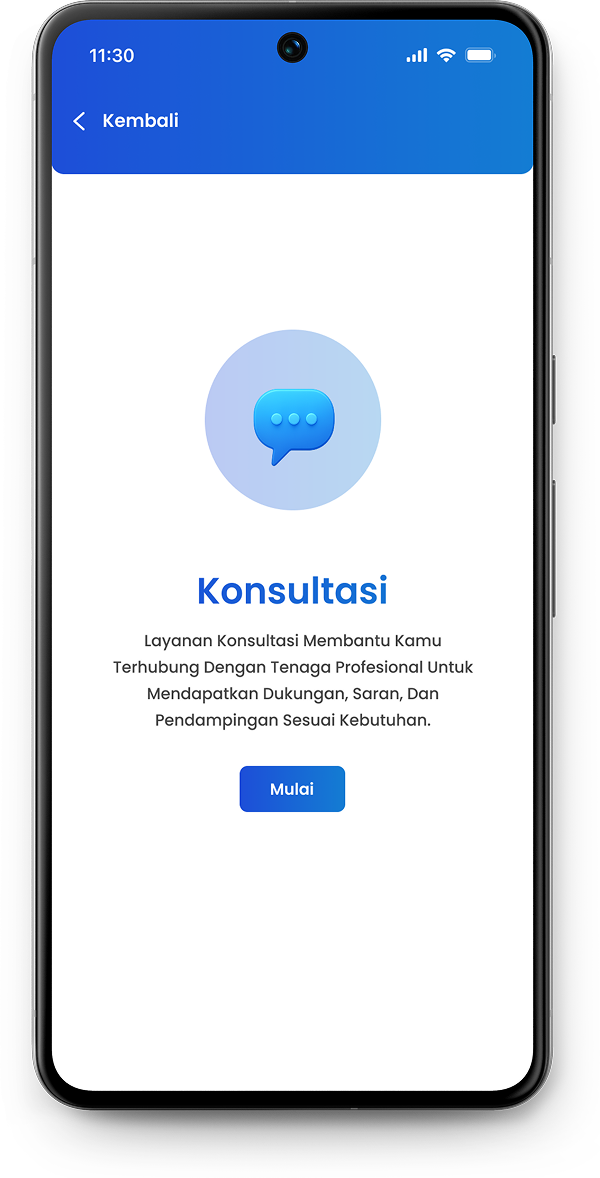 11:30
Kembali
Konsultasi
Layanan Konsultasi Membantu Kamu
Terhubung Dengan Tenaga Profesional Untuk
Mendapatkan Dukungan, Saran, Dan
Pendampingan Sesuai Kebutuhan.
Mulai